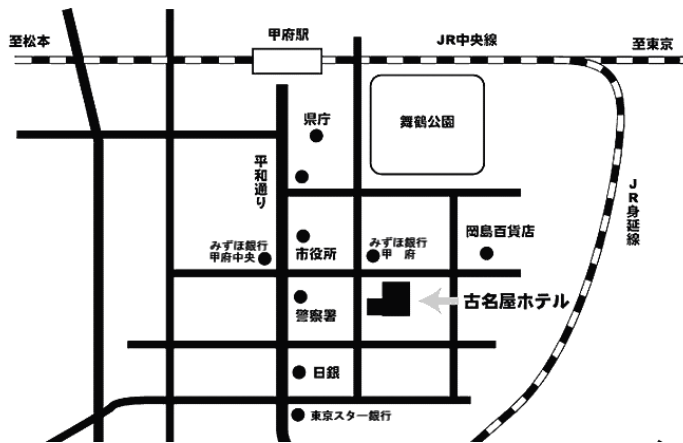 甲府駅
JR中央線
至松本
至東京
県庁
舞鶴公園
平和通り
JR身延線
岡島百貨店
みずほ銀行
甲府中央
市役所
みずほ銀行
甲 府
古名屋ホテル
警察署
日銀
東京スター銀行